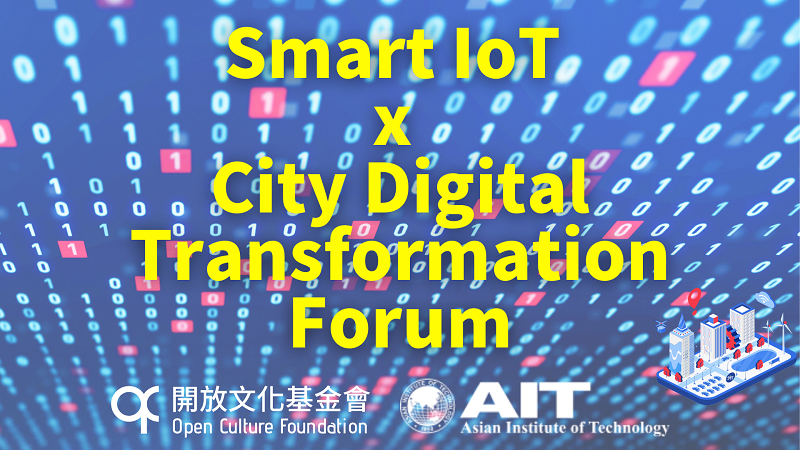 Smart IoT
x
City Digital
Transformation
Forum
開放文化基金會
Open Culture Foundation
AIT
Asian Institute of Technology